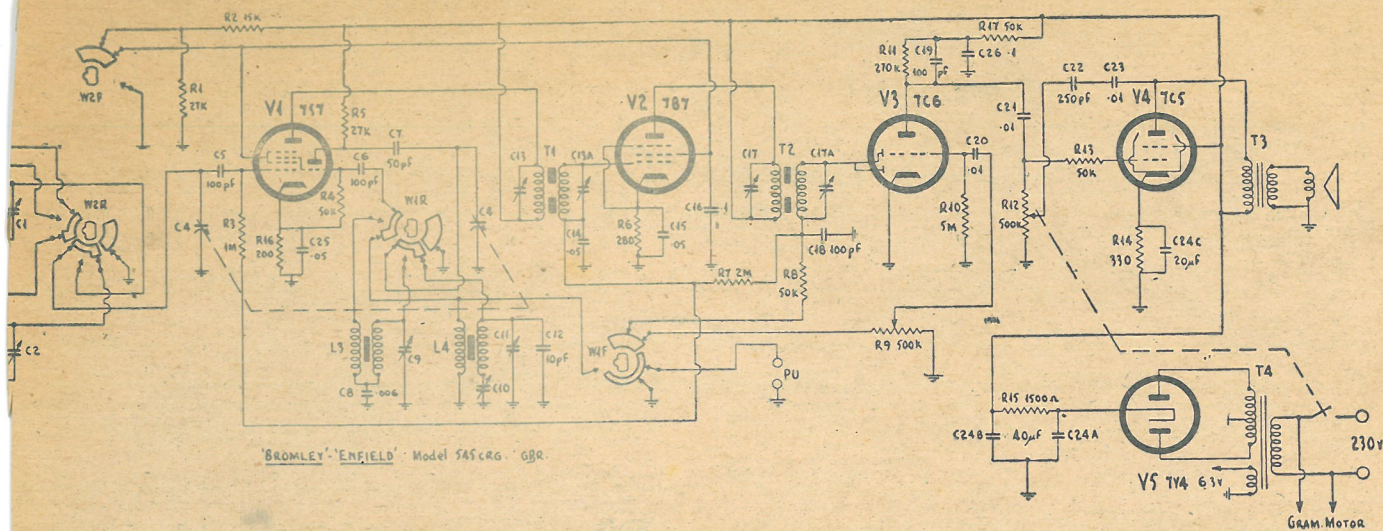 R2 15K
W2F
R1
27K
V1 7S7
R5
27K
C7
50pf
V2 7B7
R11
270K
C19
100
pf
R17 50K
C26 .1
V3 7C6
C21
.01
C22
250pf
C23
.01
V4 7C5
T3
C5
100pf
C6
100pf
R4
50K
C13
T1
C13A
C17
T2
C17A
C20
.01
R13
50K
C1
W2R
C4
R3
1M
R16
200
C25
.05
W1R
C14
.05
R6
280
C15
.05
C16
.1
C18 100pf
R7 2M
R8
50K
R10
5M
R12
500K
R14
330
C24C
20µF
C2
L3
C9
C8
.006
L4
C11
C10
C12
10pf
W1F
PU
R9 500K
T4
R15 1500Ω
C24B
40µF
C24A
V5 7Y4 6.3V
230V
GRAM. MOTOR
'BROMLEY'-'ENFIELD' Model 545CRG. GBR.